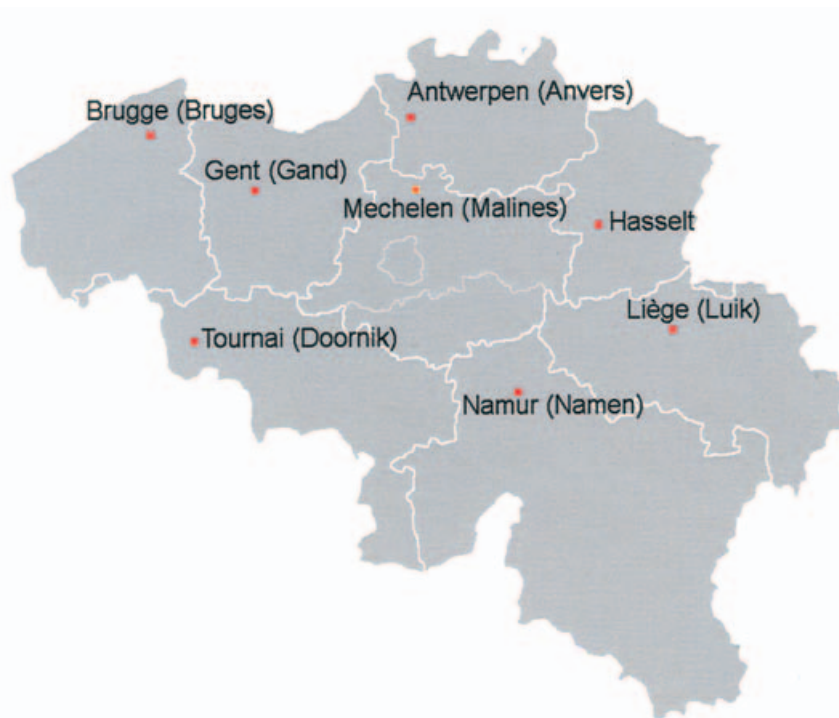 Antwerpen (Anvers)
Brugge (Bruges)
Gent (Gand)
Mechelen (Malines)
Hasselt
Liège (Luik)
Tournai (Doornik)
Namur (Namen)